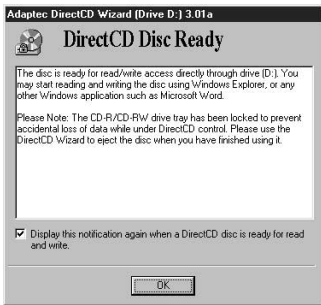 Adaptec DirectCD Wizard (Drive D:) 3.01a
DirectCD Disc Ready
The disc is ready for read/write access directly through drive (D:). You
may start reading and writing the disc using Windows Explorer, or any
other Windows application such as Microsoft Word.
Please Note: The CD-R/CD-RW drive tray has been locked to prevent
accidental loss of data while under DirectCD control. Please use the
DirectCD Wizard to eject the disc when you have finished using it.
Display this notification again when a DirectCD disc is ready for read
and write.
OK